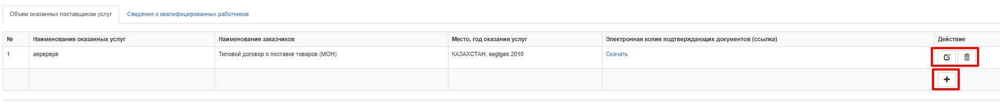 Объем оказанных поставщиком услуг Сведения о квалифицированных работников
№ Наименования оказанных услуг Наименования заказчиков Место, год оказания услуг Электронная копия подтверждающих документов (ссылка) Действие
1 аерврврв Типовой договор о поставке товаров (МОН) КАЗАХСТАН, segtges 2010 Скачать